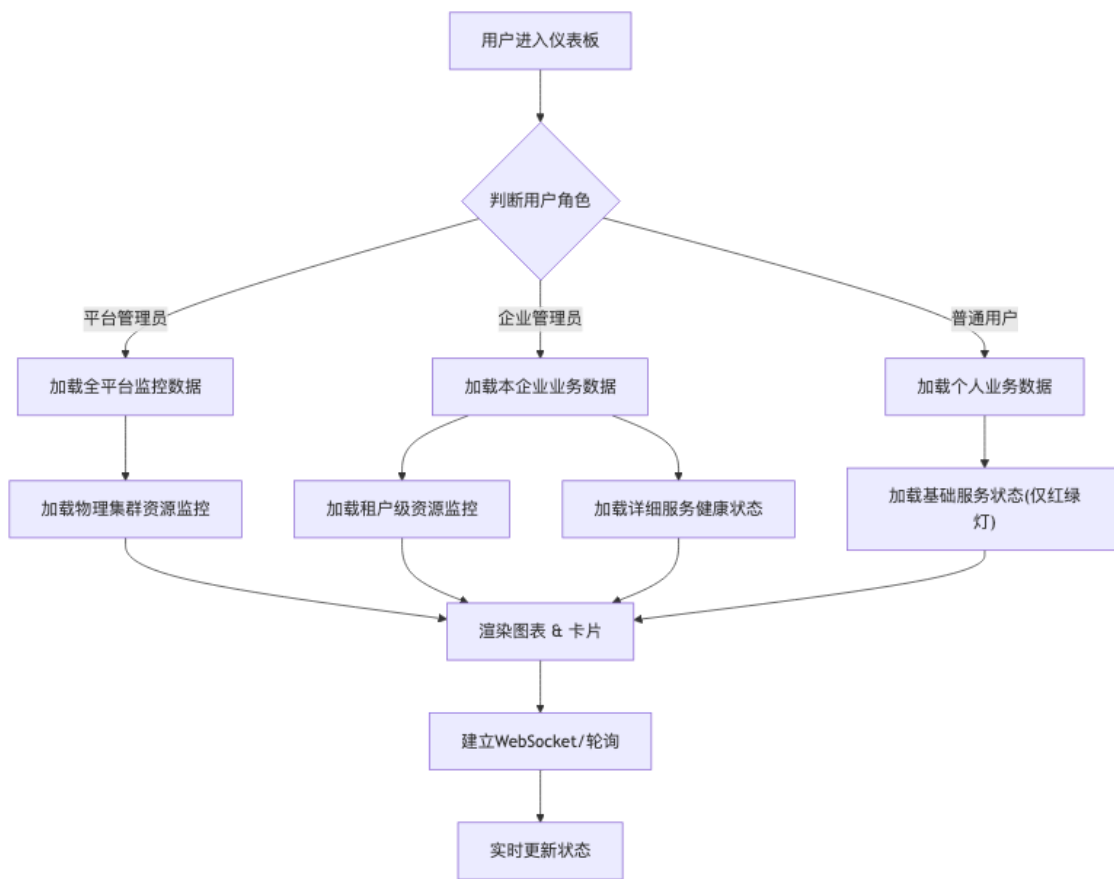 用户进入仪表板
判断用户角色
平台管理员
企业管理员
普通用户
加载全平台监控数据
加载本企业业务数据
加载个人业务数据
加载物理集群资源监控
加载租户级资源监控
加载详细服务健康状态
加载基础服务状态(仅红绿
灯)
渲染图表 & 卡片
建立WebSocket/轮询
实时更新状态